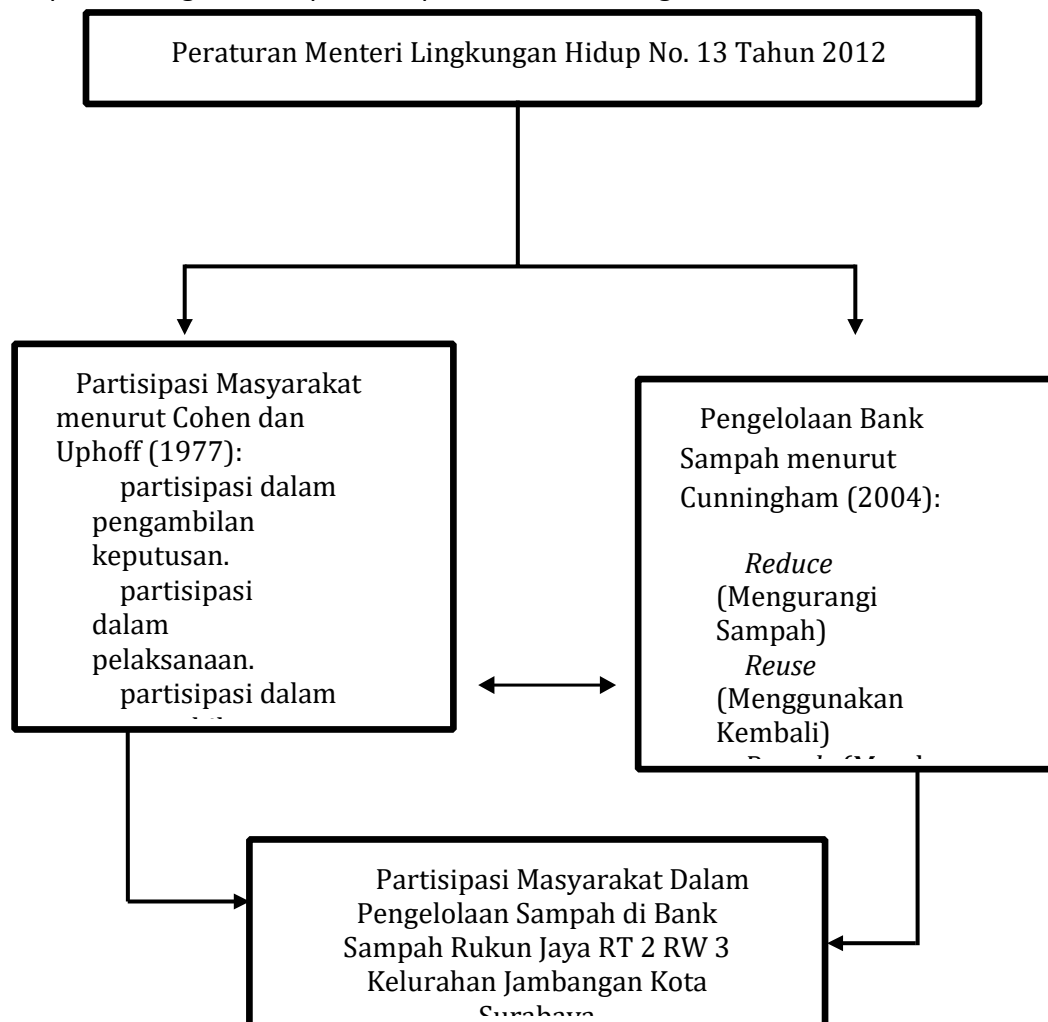 Peraturan Menteri Lingkungan Hidup No. 13 Tahun 2012
Partisipasi Masyarakat
menurut Cohen dan
Uphoff (1977):
partisipasi dalam
pengambilan
keputusan.
partisipasi
dalam
pelaksanaan.
partisipasi dalam
Pengelolaan Bank
Sampah menurut
Cunningham (2004):
Reduce
(Mengurangi
Sampah)
Reuse
(Menggunakan
Kembali)
Partisipasi Masyarakat Dalam
Pengelolaan Sampah di Bank
Sampah Rukun Jaya RT 2 RW 3
Kelurahan Jambangan Kota
Surabaya